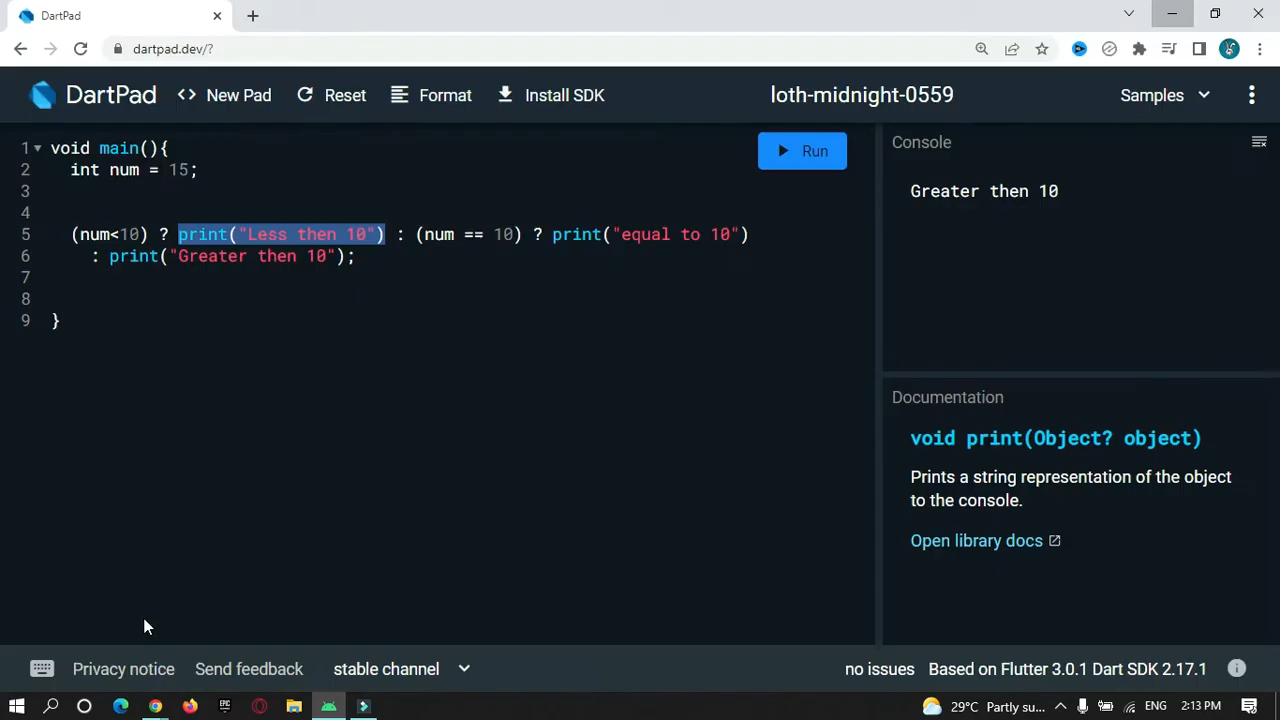 DartPad
dartpad.dev/?
DartPad
New Pad
Reset
Format
Install SDK
loth-midnight-0559
Samples
1 void main(){
2 int num = 15;
3
4
5 (num<10) ? print("Less then 10") : (num == 10) ? print("equal to 10")
6 : print("Greater then 10");
7
8
9 }
Run
Console
Greater then 10
Documentation
void print(Object? object)
Prints a string representation of the object
to the console.
Open library docs
Privacy notice
Send feedback
stable channel
no issues
Based on Flutter 3.0.1 Dart SDK 2.17.1
EPIC
29°C Partly su...
ENG
2:13 PM